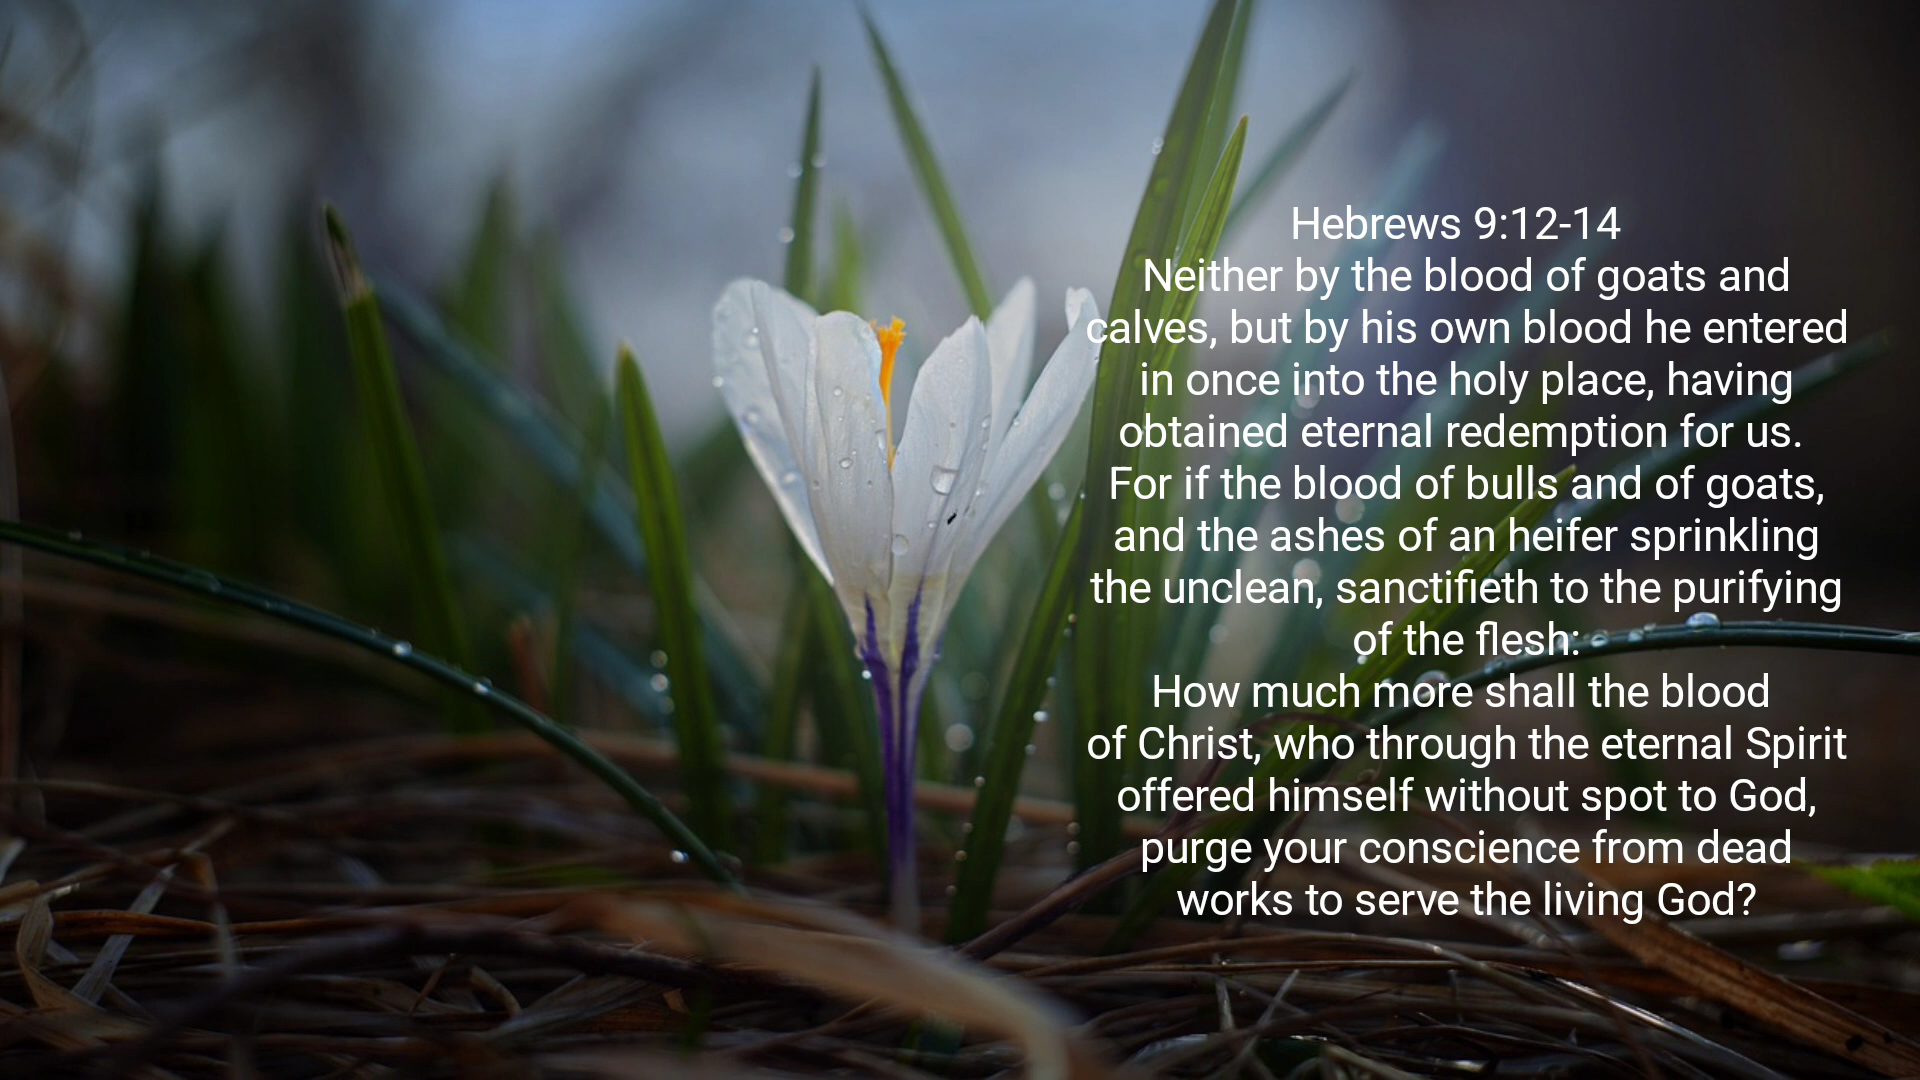 Hebrews 9:12-14
Neither by the blood of goats and
calves, but by his own blood he entered
in once into the holy place, having
obtained eternal redemption for us.
For if the blood of bulls and of goats,
and the ashes of an heifer sprinkling
the unclean, sanctifieth to the purifying
of the flesh:
How much more shall the blood
of Christ, who through the eternal Spirit
offered himself without spot to God,
purge your conscience from dead
works to serve the living God?